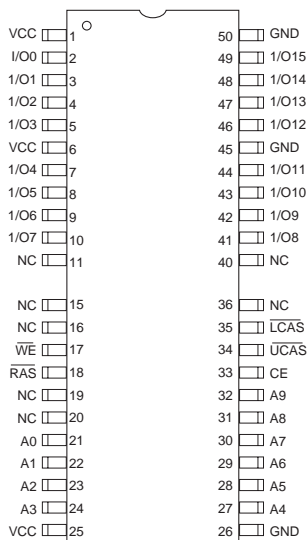 VCC 1 50 GND
I/O0 2 49 1/O15
1/O1 3 48 1/O14
1/O2 4 47 1/O13
1/O3 5 46 1/O12
VCC 6 45 GND
1/O4 7 44 1/O11
1/O5 8 43 1/O10
1/O6 9 42 1/O9
1/O7 10 41 1/O8
NC 11 40 NC
NC 15 36 NC
NC 16 35 L̅C̅A̅S̅
W̅E̅ 17 34 U̅C̅A̅S̅
R̅A̅S̅ 18 33 CE
NC 19 32 A9
NC 20 31 A8
A0 21 30 A7
A1 22 29 A6
A2 23 28 A5
A3 24 27 A4
VCC 25 26 GND